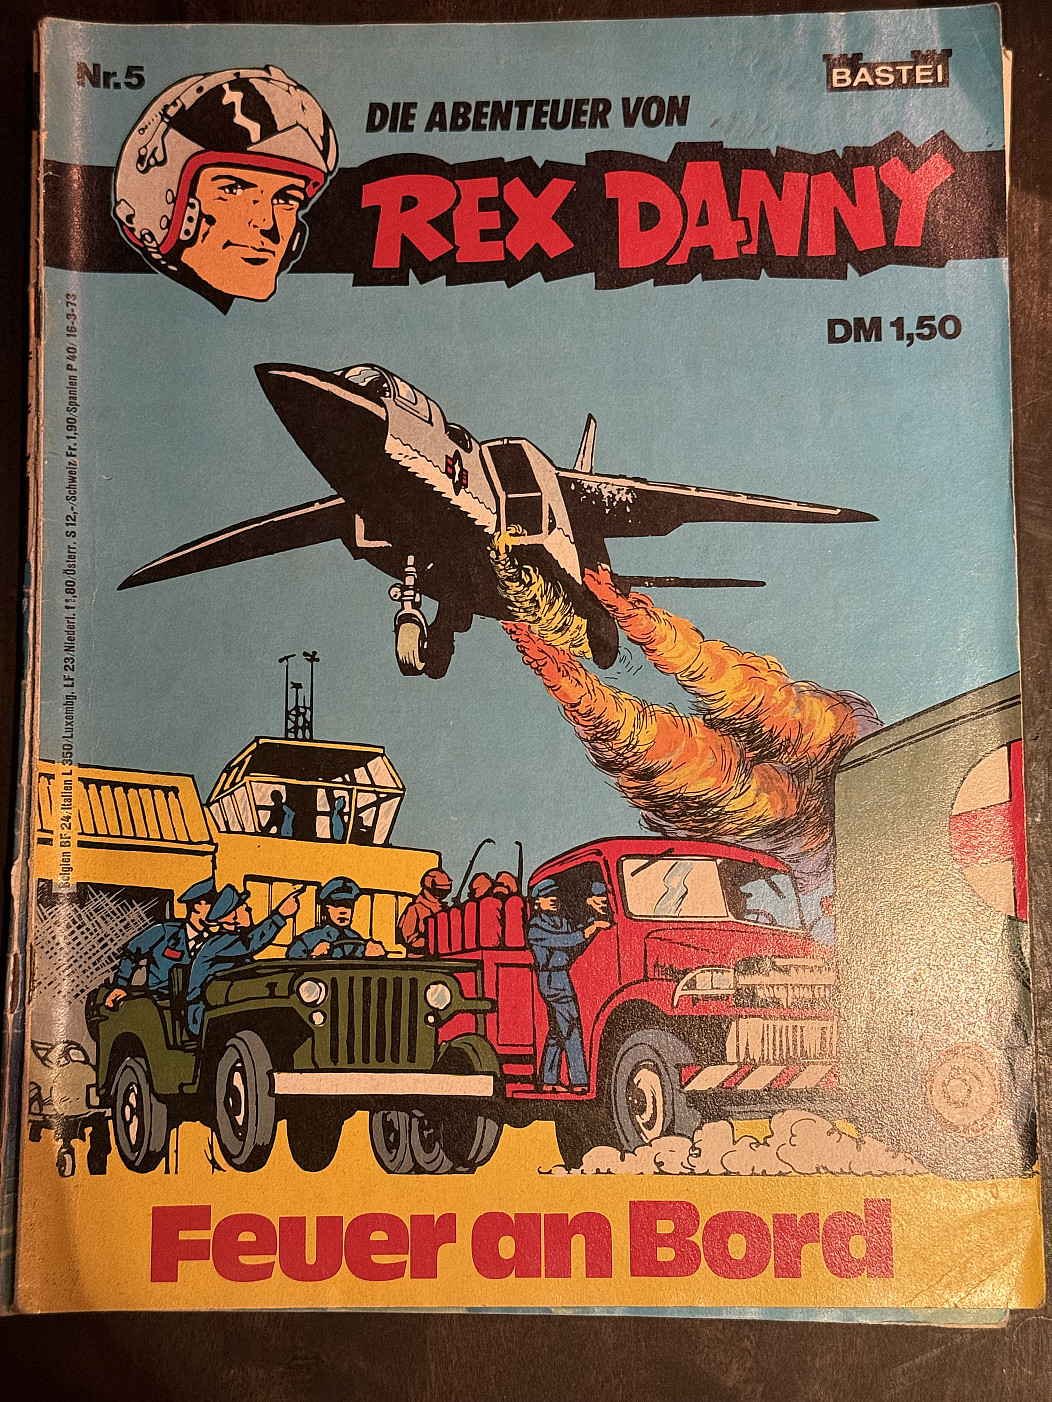 Nr.5
BASTEI
DIE ABENTEUER VON
REX DANNY
DM 1,50
Belgien BF 24/Italien L 350/Luxembg. LF 23/Niederl. f 1,80/Österr. S 12,-/Schweiz Fr. 1,90/Spanien P 40/ 16-3-73
Feuer an Bord